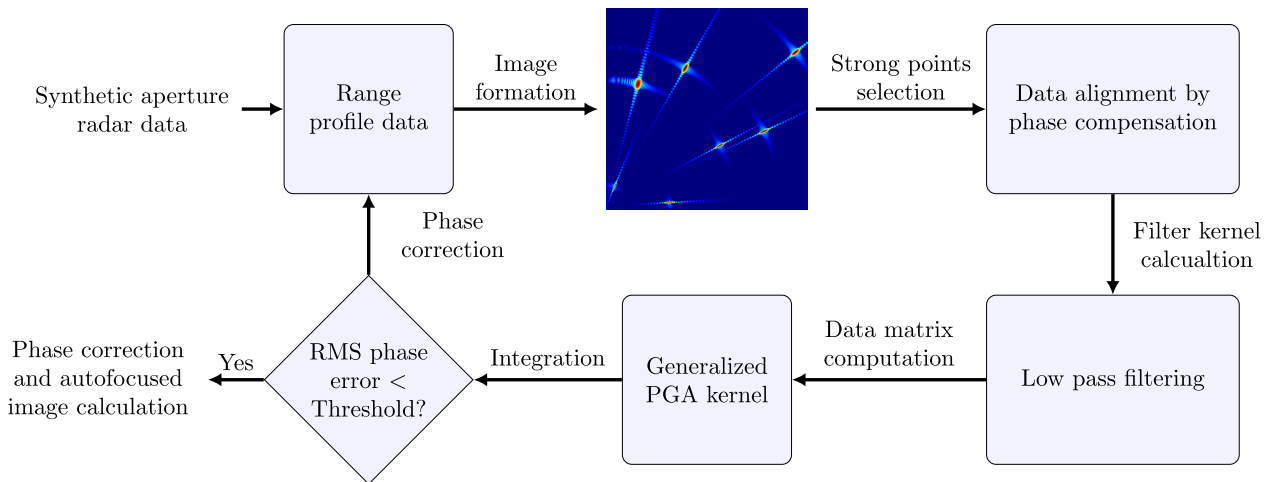 Synthetic aperture
radar data
Range
profile data
Image
formation
Strong points
selection
Data alignment by
phase compensation
Filter kernel
calcualtion
Low pass filtering
Data matrix
computation
Generalized
PGA kernel
Integration
RMS phase
error <
Threshold?
Phase
correction
Yes
Phase correction
and autofocused
image calculation